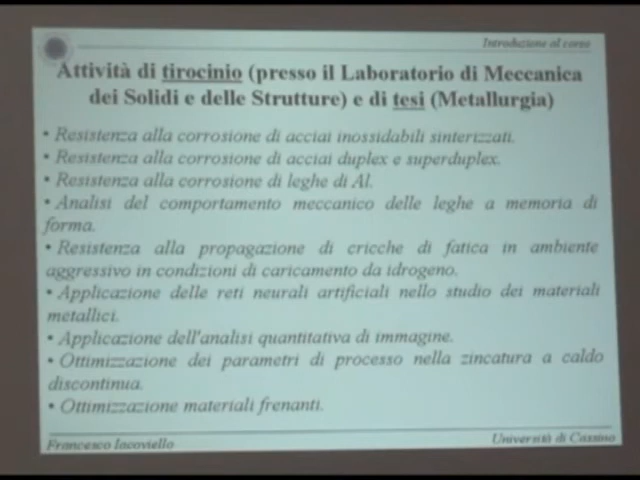 Introduzione al corso
Attività di tirocinio (presso il Laboratorio di Meccanica
dei Solidi e delle Strutture) e di tesi (Metallurgia)
• Resistenza alla corrosione di acciai inossidabili sinterizzati.
• Resistenza alla corrosione di acciai duplex e superduplex.
• Resistenza alla corrosione di leghe di Al.
• Analisi del comportamento meccanico delle leghe a memoria di
forma.
• Resistenza alla propagazione di cricche di fatica in ambiente
aggressivo in condizioni di caricamento da idrogeno.
• Applicazione delle reti neurali artificiali nello studio dei materiali
metallici.
• Applicazione dell'analisi quantitativa di immagine.
• Ottimizzazione dei parametri di processo nella zincatura a caldo
discontinua.
• Ottimizzazione materiali frenanti.
Francesco Iacoviello
Università di Cassino